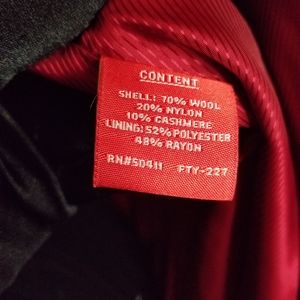 CONTENT
SHELL: 70% WOOL
20% NYLON
10% CASHMERE
LINING: 52% POLYESTER
48% RAYON
RN#50411 FTY-227